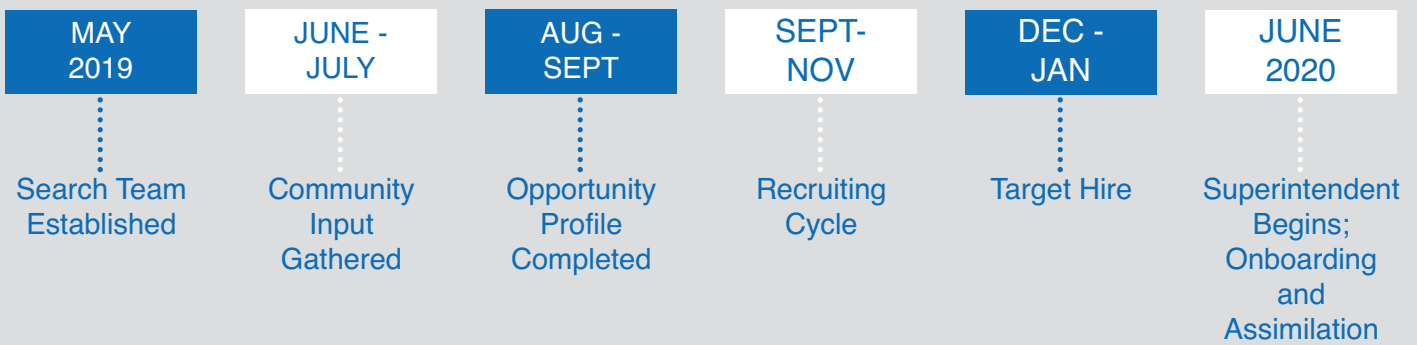 MAY
2019
Search Team
Established
JUNE -
JULY
Community
Input
Gathered
AUG -
SEPT
Opportunity
Profile
Completed
SEPT-
NOV
Recruiting
Cycle
DEC -
JAN
Target Hire
JUNE
2020
Superintendent
Begins;
Onboarding
and
Assimilation